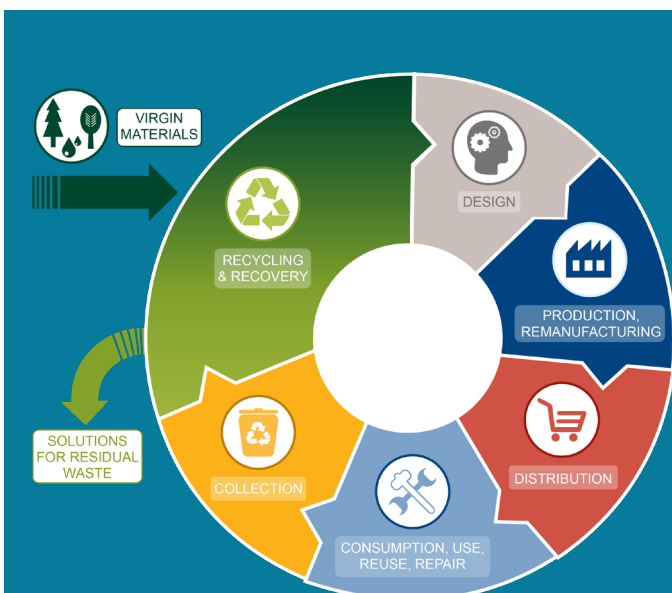 VIRGIN
MATERIALS
DESIGN
RECYCLING
& RECOVERY
PRODUCTION,
REMANUFACTURING
SOLUTIONS
FOR RESIDUAL
WASTE
COLLECTION
DISTRIBUTION
CONSUMPTION, USE,
REUSE, REPAIR